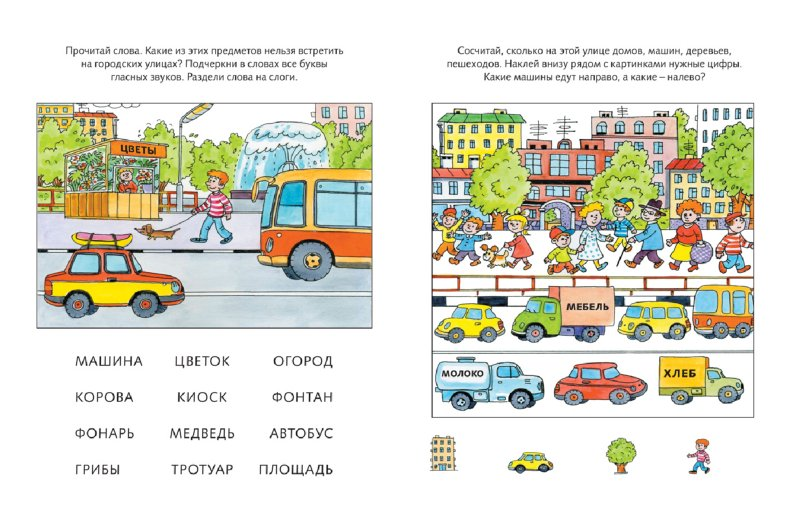 Прочитай слова. Какие из этих предметов нельзя встретить
на городских улицах? Подчеркни в словах все буквы
гласных звуков. Раздели слова на слоги.
ЦВЕТЫ
МАШИНА ЦВЕТОК ОГОРОД
КОРОВА КИОСК ФОНТАН
ФОНАРЬ МЕДВЕДЬ АВТОБУС
ГРИБЫ ТРОТУАР ПЛОЩАДЬ
Сосчитай, сколько на этой улице домов, машин, деревьев,
пешеходов. Наклей внизу рядом с картинками нужные цифры.
Какие машины едут направо, а какие – налево?
МЕБЕЛЬ
МОЛОКО
ХЛЕБ